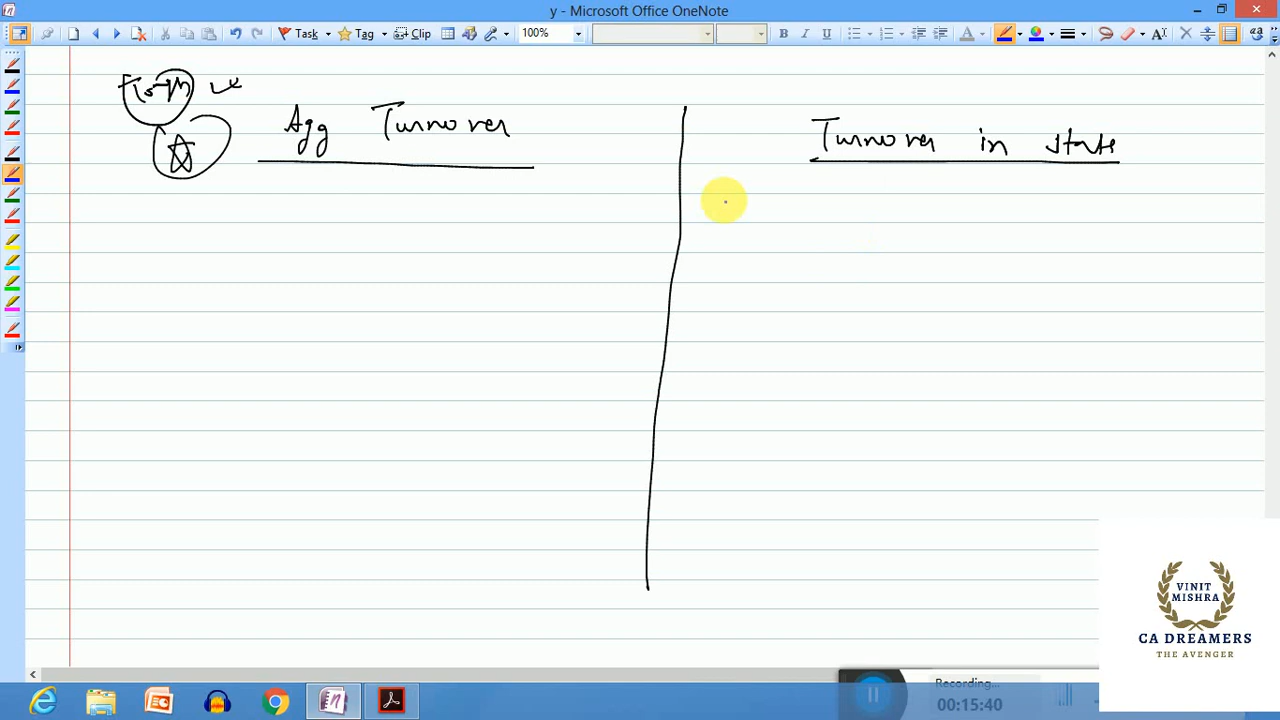 y - Microsoft Office OneNote
Task Tag Clip 100% B I U
Agg Turnover
Turnover in state
VINIT
MISHRA
CA DREAMERS
THE AVENGER
Recording...
00:15:40